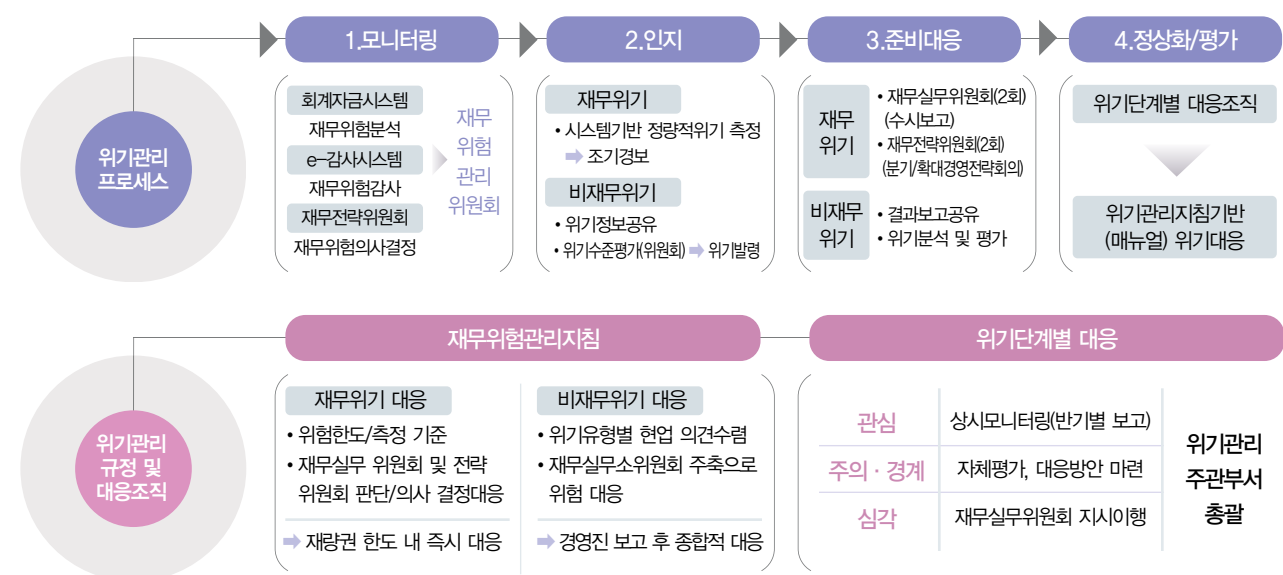 위기관리
프로세스
1.모니터링
회계자금시스템
재무위험분석
e-감사시스템
재무위험감사
재무전략위원회
재무위험의사결정
재무
위험
관리
위원회
2.인지
재무위기
• 시스템기반 정량적위기 측정
➡ 조기경보
비재무위기
• 위기정보공유
• 위기수준평가(위원회) ➡ 위기발령
3.준비대응
재무
위기
• 재무실무위원회(2회)
(수시보고)
• 재무전략위원회(2회)
(분기/확대경영전략회의)
비재무
위기
• 결과보고공유
• 위기분석 및 평가
4.정상화/평가
위기단계별 대응조직
위기관리지침기반
(매뉴얼) 위기대응
위기관리
규정 및
대응조직
재무위험관리지침
재무위기 대응
• 위험한도/측정 기준
• 재무실무 위원회 및 전략
위원회 판단/의사 결정대응
➡ 재량권 한도 내 즉시 대응
비재무위기 대응
• 위기유형별 현업 의견수렴
• 재무실무소위원회 주축으로
위험 대응
➡ 경영진 보고 후 종합적 대응
위기단계별 대응
관심 상시모니터링(반기별 보고)
주의 · 경계 자체평가, 대응방안 마련
심각 재무실무위원회 지시이행
위기관리
주관부서
총괄